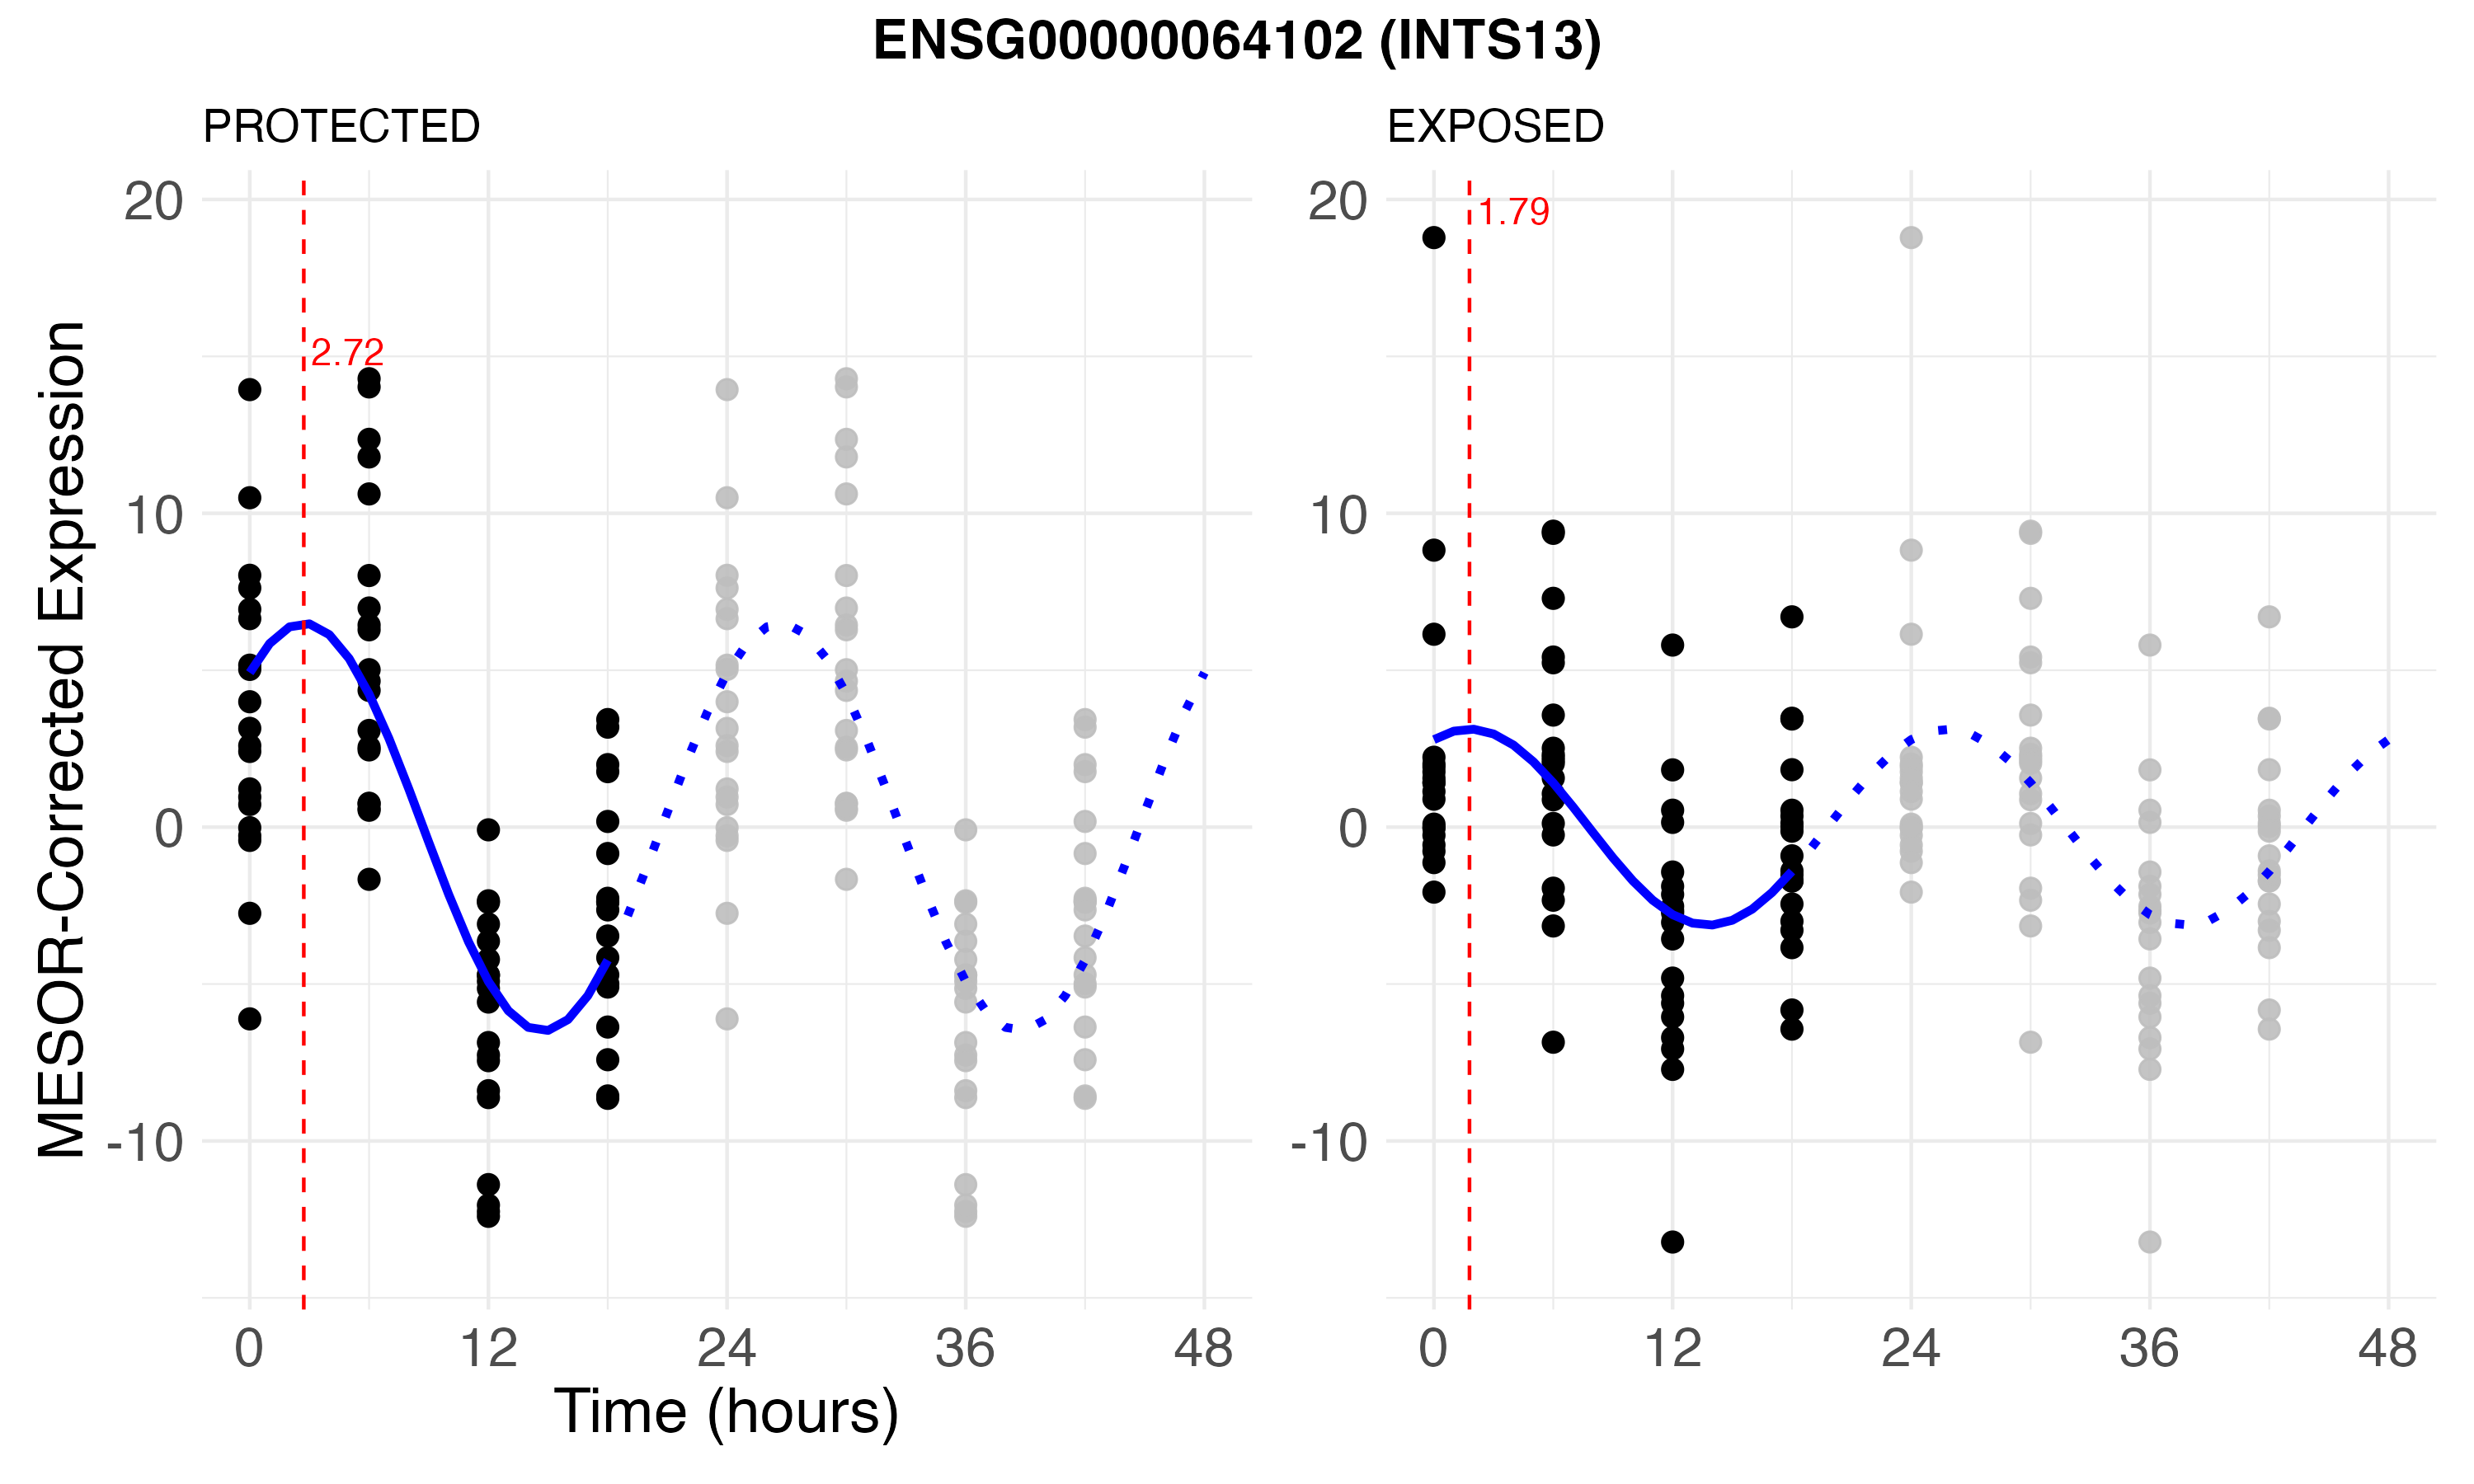 ENSG00000064102 (INTS13)
PROTECTED
EXPOSED
MESOR-Corrected Expression
20
10
0
-10
2.72
0 12 24 36 48
Time (hours)
20
10
0
-10
1.79
0 12 24 36 48